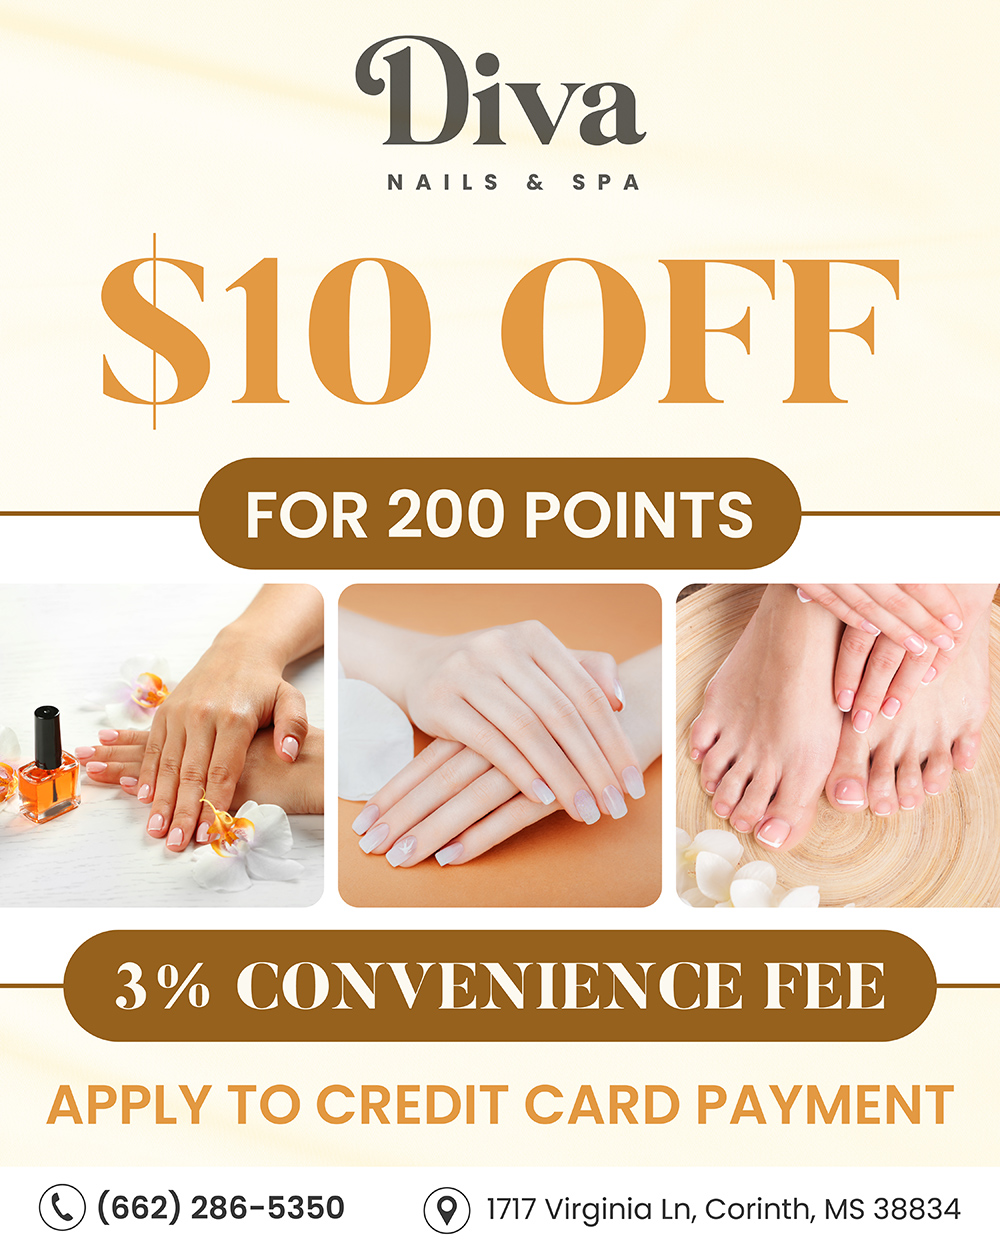 Diva
NAILS & SPA
$10 OFF
FOR 200 POINTS
3% CONVENIENCE FEE
APPLY TO CREDIT CARD PAYMENT
(662) 286-5350
1717 Virginia Ln, Corinth, MS 38834